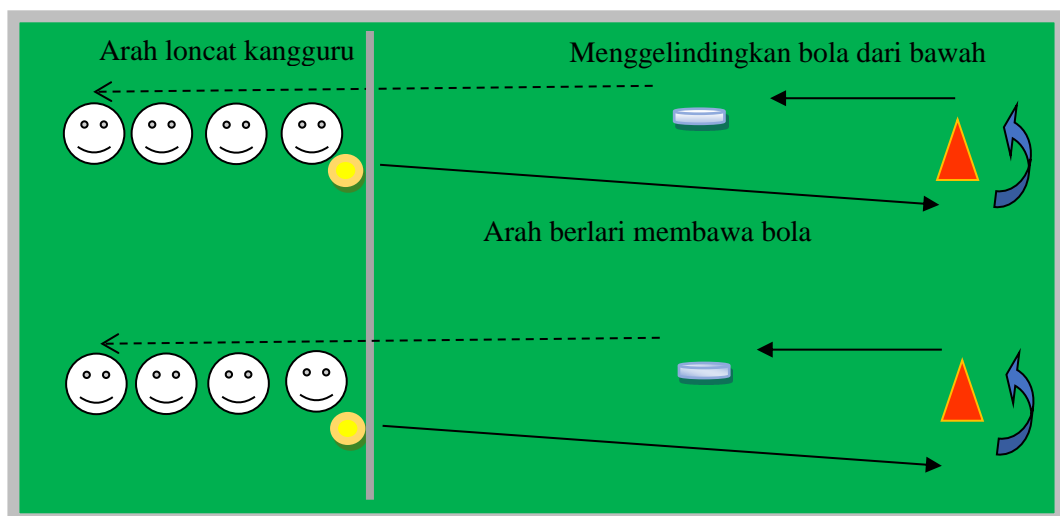 Arah loncat kangguru
Menggelindingkan bola dari bawah
Arah berlari membawa bola